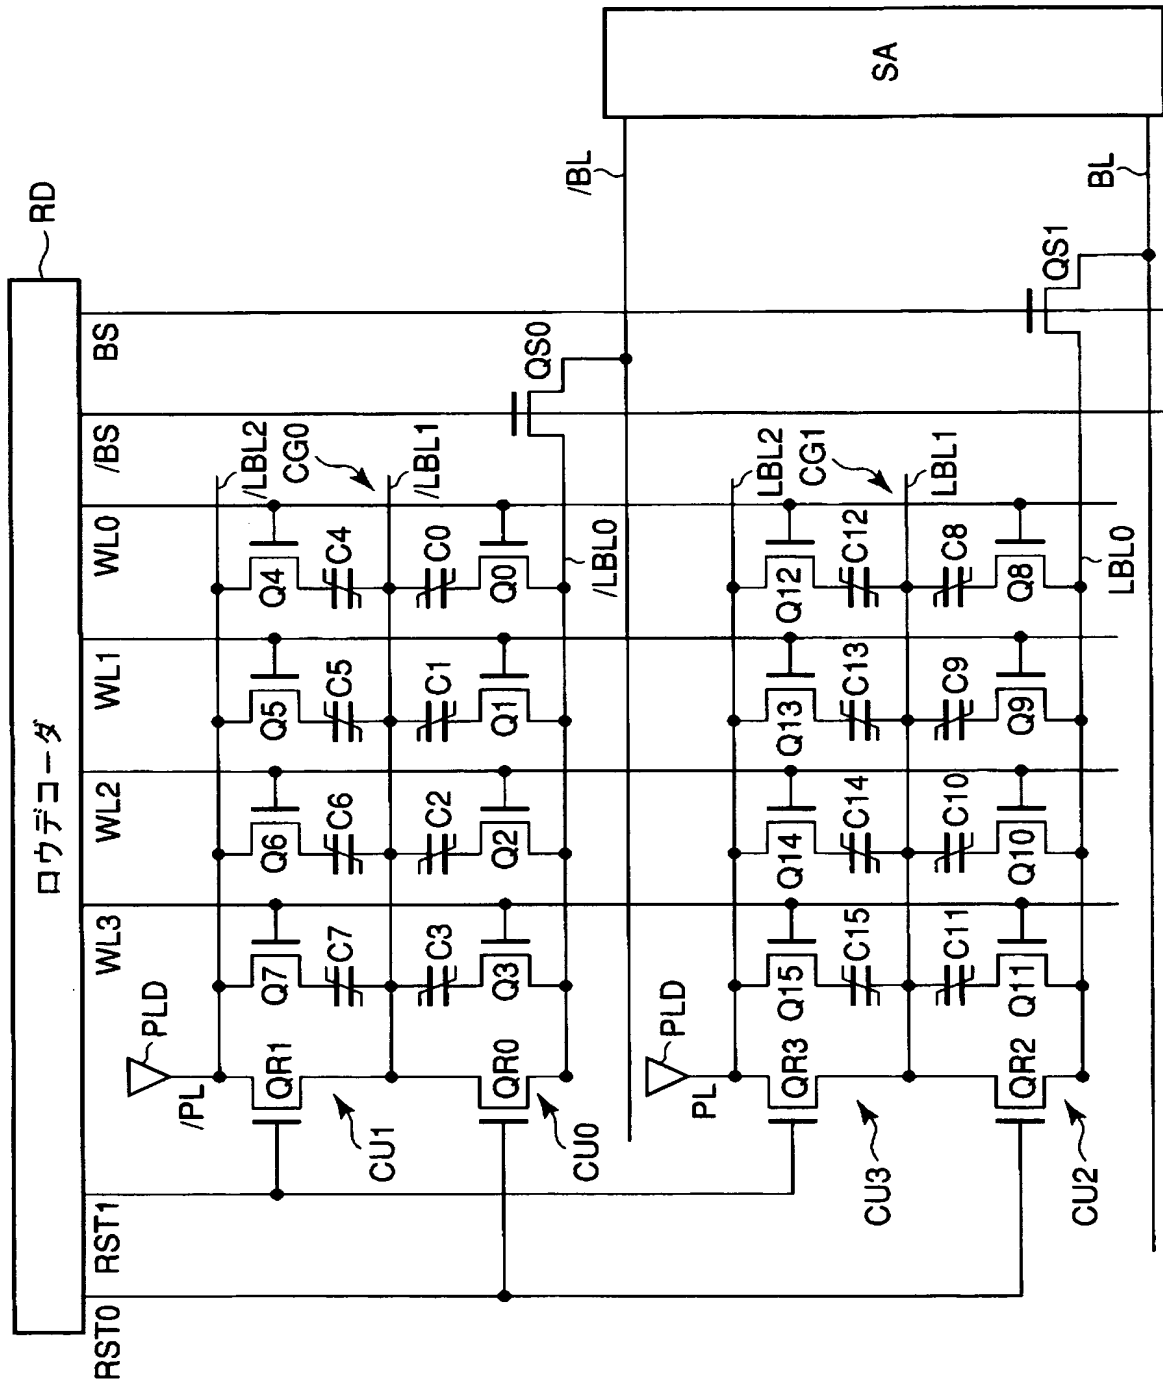 ロウデコーダ
RD
RST0
RST1
WL3
WL2
WL1
WL0
/BS
BS
/PL
PLD
/LBL2
CG0
/LBL1
QR1
Q7
Q6
Q5
Q4
C7
C6
C5
C4
CU1
C3
C2
C1
C0
QR0
Q3
Q2
Q1
Q0
CU0
/LBL0
QS0
/BL
SA
PL
PLD
LBL2
CG1
LBL1
QR3
Q15
Q14
Q13
Q12
C15
C14
C13
C12
CU3
C11
C10
C9
C8
QR2
Q11
Q10
Q9
Q8
CU2
LBL0
QS1
BL